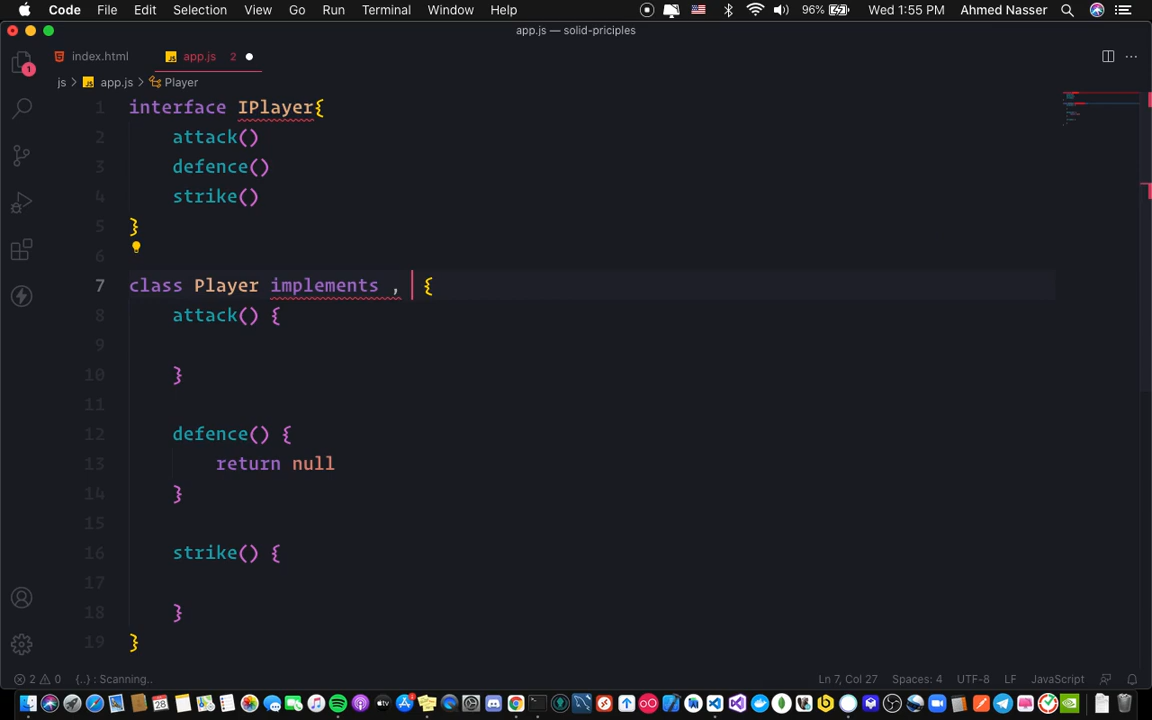 Code File Edit Selection View Go Run Terminal Window Help 96% Wed 1:55 PM Ahmed Nasser
app.js — solid-priciples
index.html app.js 2
js > app.js > Player
1 interface IPlayer{
2 attack()
3 defence()
4 strike()
5 }
6
7 class Player implements , {
8 attack() {
9
10 }
11
12 defence() {
13 return null
14 }
15
16 strike() {
17
18 }
19 }
1
2 0 {..} : Scanning.. Ln 7, Col 27 Spaces: 4 UTF-8 LF JavaScript